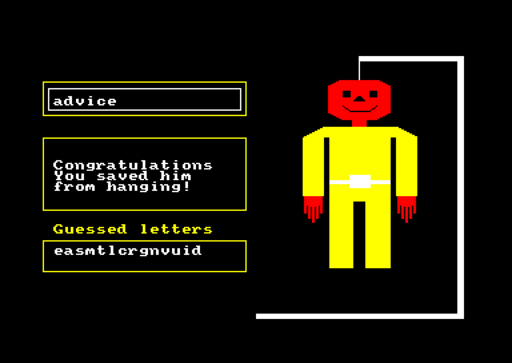 advice
Congratulations
You saved him
from hanging!
Guessed letters
easmtlcrgnvuid